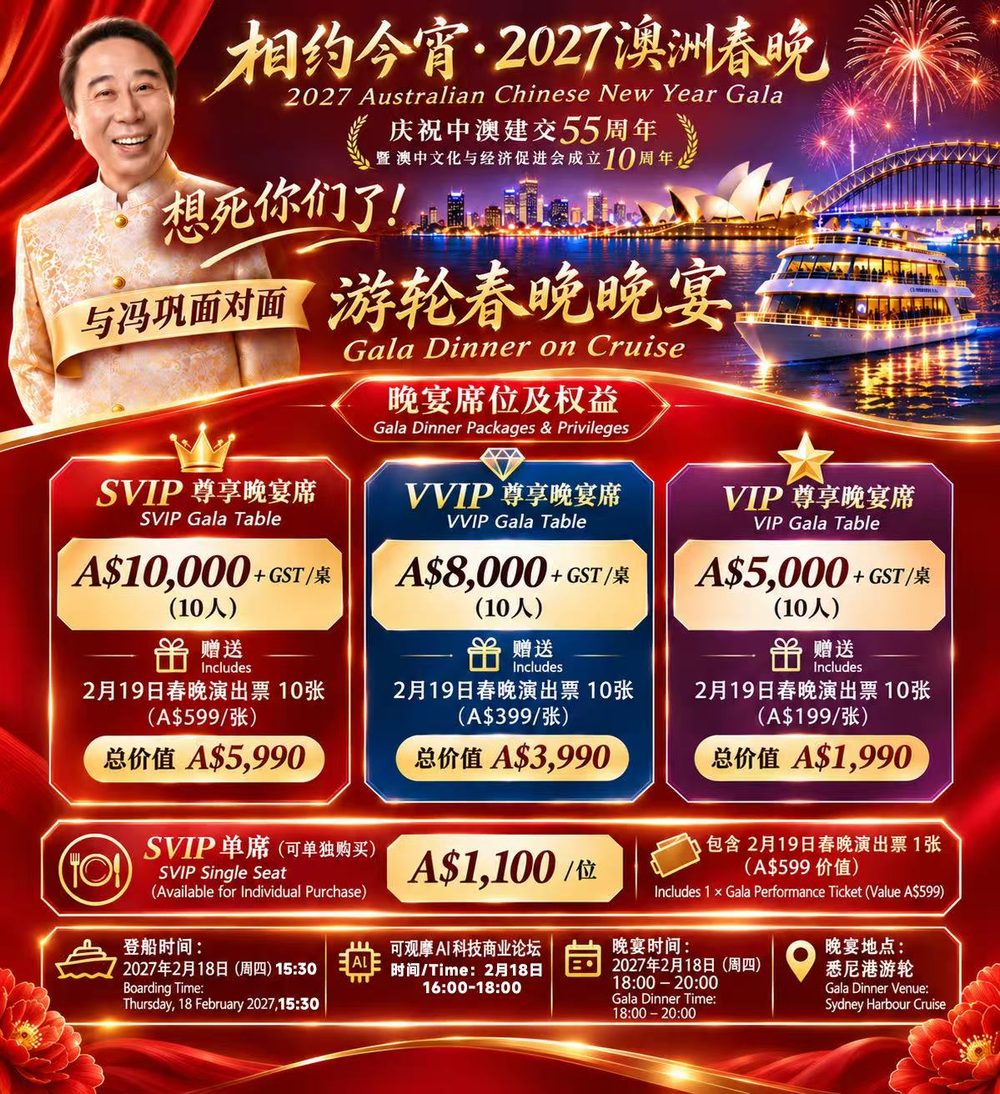 相约今宵·2027澳洲春晚
2027 Australian Chinese New Year Gala
庆祝中澳建交55周年
暨 澳中文化与经济促进会成立10周年
想死你们了!
与冯巩面对面
游轮春晚晚宴
Gala Dinner on Cruise
晚宴席位及权益
Gala Dinner Packages & Privileges
SVIP 尊享晚宴席
SVIP Gala Table
A$10,000 + GST /桌
(10人)
赠送
Includes
2月19日春晚演出票 10张
(A$599/张)
总价值 A$5,990
VVIP 尊享晚宴席
VVIP Gala Table
A$8,000 + GST /桌
(10人)
赠送
Includes
2月19日春晚演出票 10张
(A$399/张)
总价值 A$3,990
VIP 尊享晚宴席
VIP Gala Table
A$5,000 + GST /桌
(10人)
赠送
Includes
2月19日春晚演出票 10张
(A$199/张)
总价值 A$1,990
SVIP 单席 (可单独购买)
SVIP Single Seat
(Available for Individual Purchase)
A$1,100 /位
包含 2月19日春晚演出票 1张
(A$599 价值)
Includes 1 × Gala Performance Ticket (Value A$599)
登船时间:
2027年2月18日 (周四) 15:30
Boarding Time:
Thursday, 18 February 2027,15:30
AI
可观摩AI科技商业论坛
时间/Time: 2月18日
16:00-18:00
晚宴时间:
2027年2月18日 (周四)
18:00 – 20:00
Gala Dinner Time:
18:00 – 20:00
晚宴地点:
悉尼港游轮
Gala Dinner Venue:
Sydney Harbour Cruise